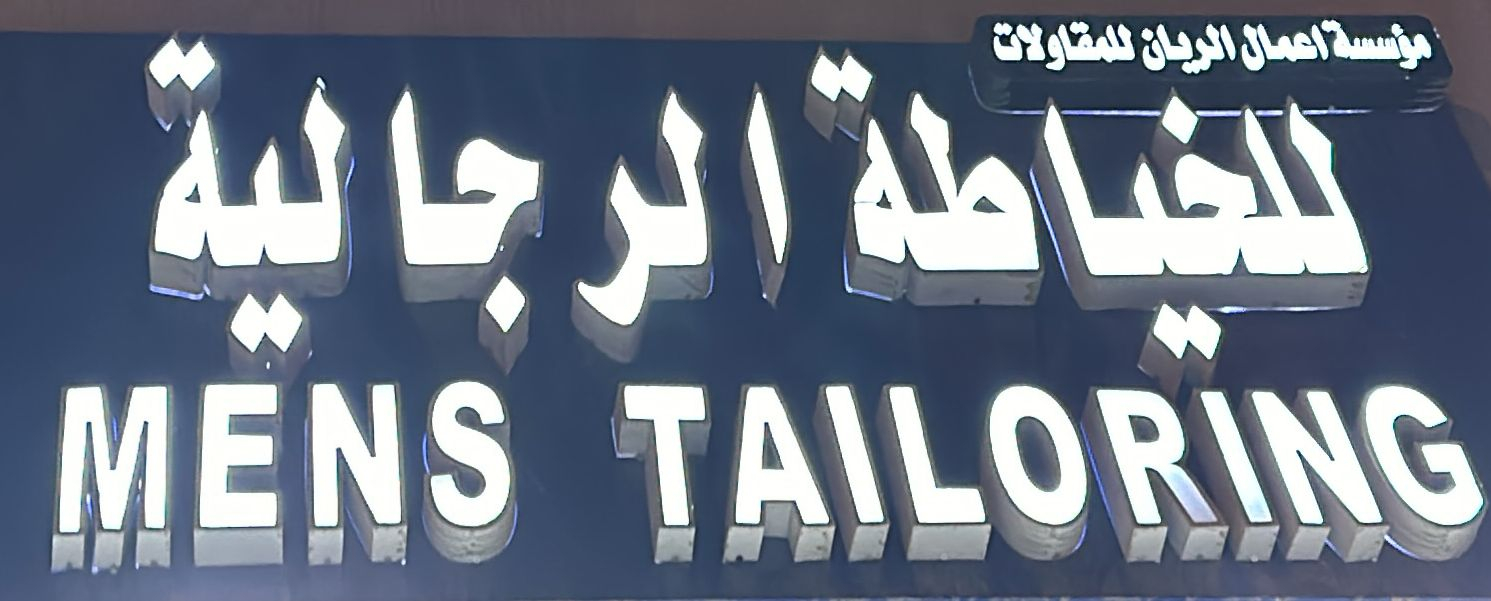 مؤسسة اعمال الريان للمقاولات
للخياطة الرجالية
MENS TAILORING